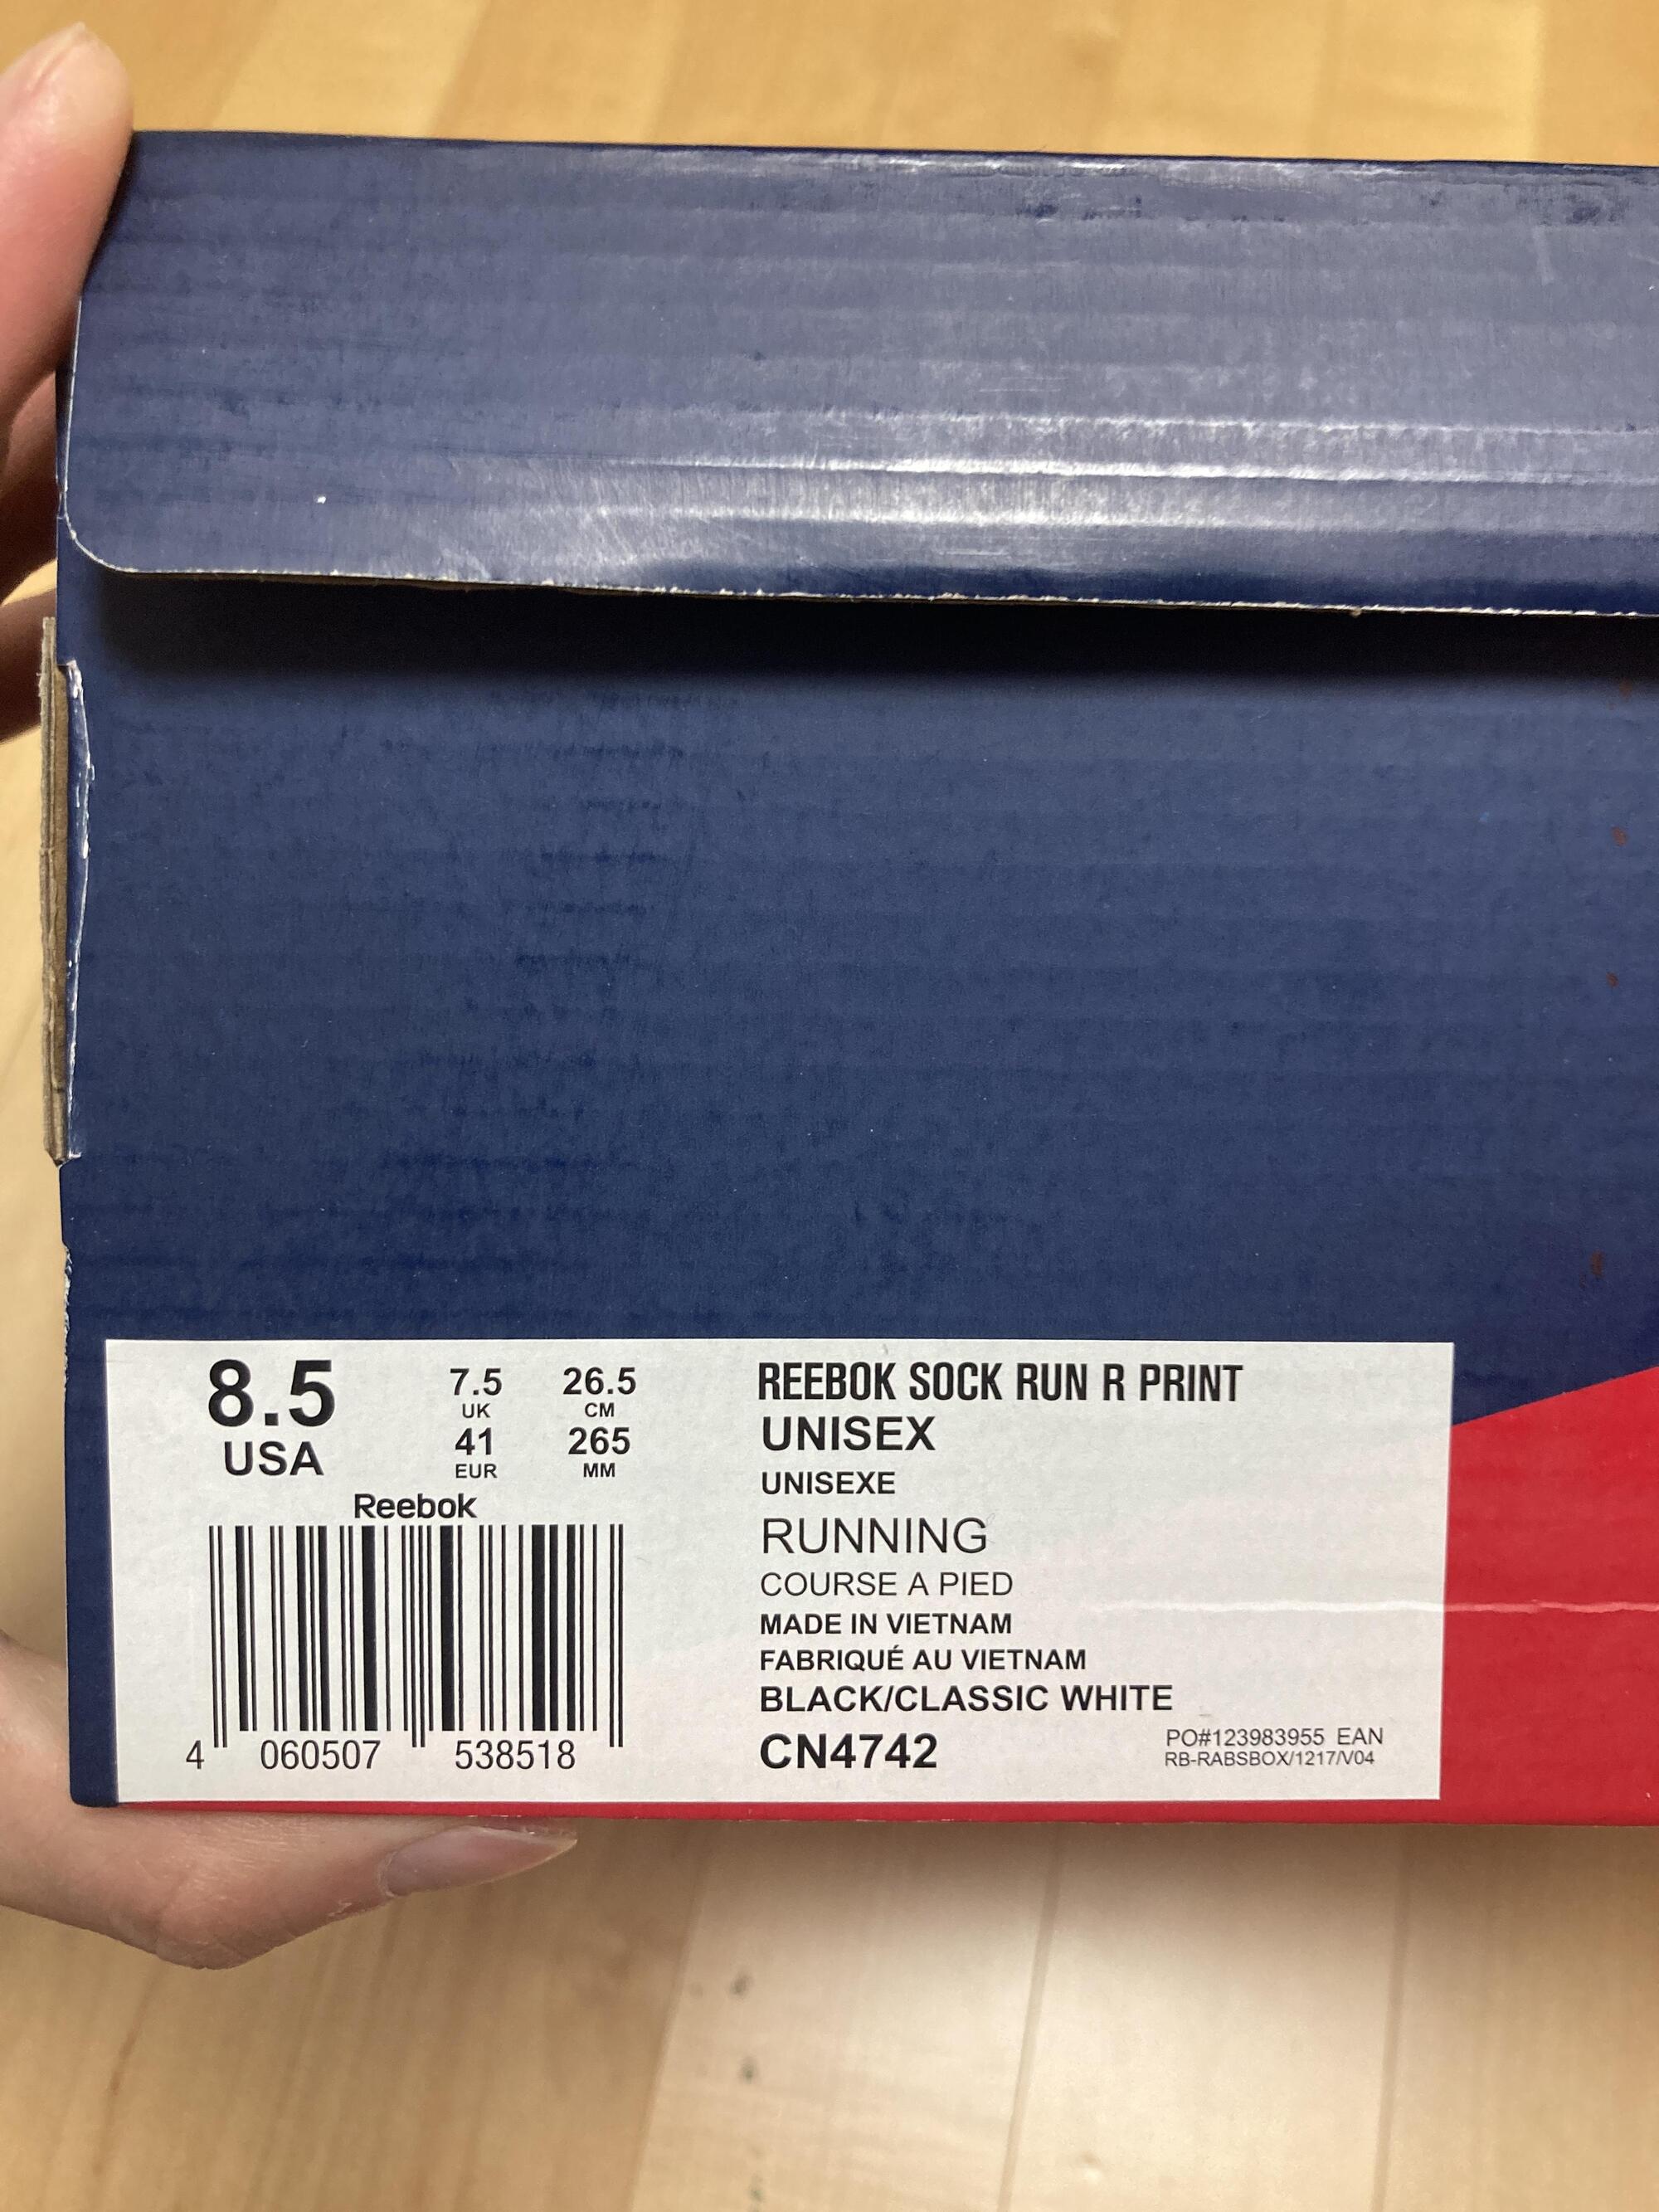 8.5
USA
7.5
UK
41
EUR
26.5
CM
265
MM
Reebok
4 060507 538518
REEBOK SOCK RUN R PRINT
UNISEX
UNISEXE
RUNNING
COURSE A PIED
MADE IN VIETNAM
FABRIQUÉ AU VIETNAM
BLACK/CLASSIC WHITE
CN4742
PO#123983955 EAN
RB-RABSBOX/1217/V04